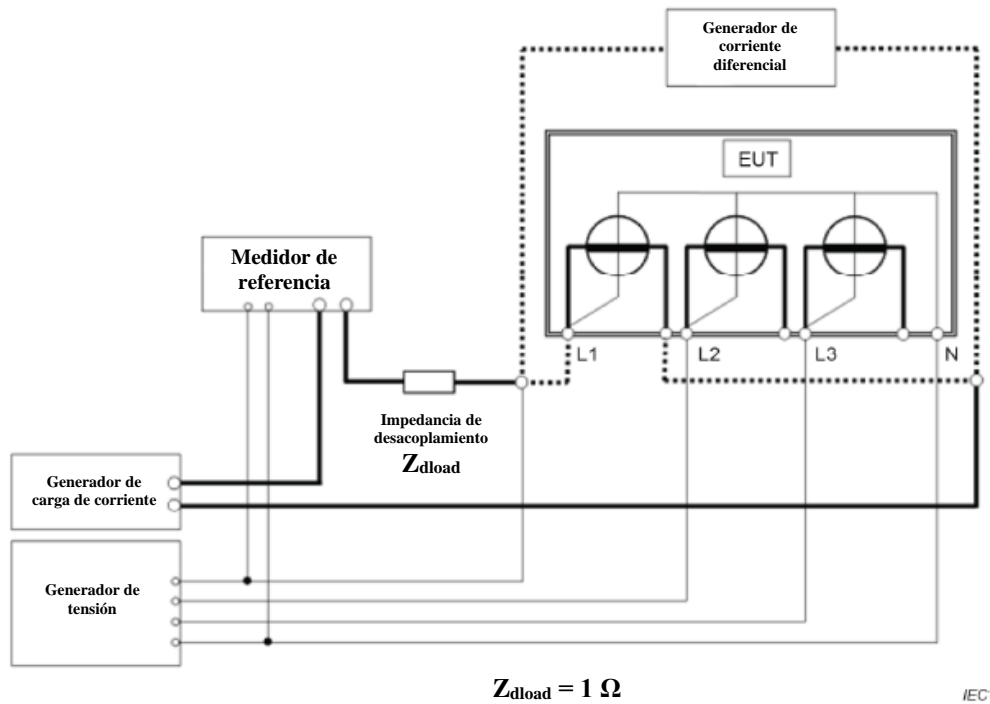 Generador de
corriente
diferencial
EUT
Medidor de
referencia
L1
L2
L3
N
Impedancia de
desacoplamiento
Zdload
Generador de
carga de corriente
Generador de
tensión
Zdload = 1 Ω
IEC